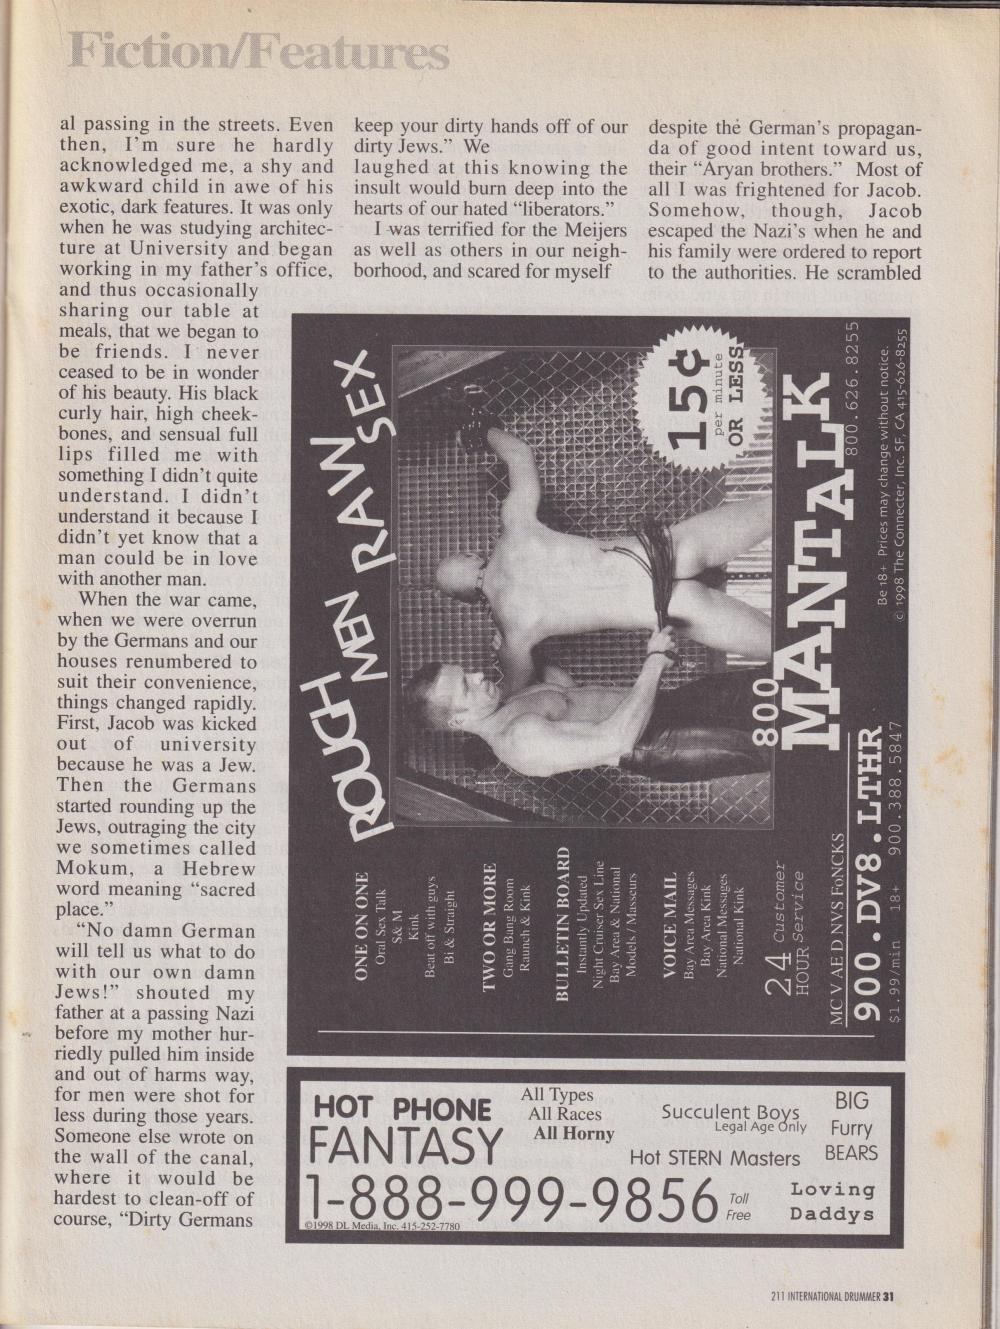 Fiction/Features
al passing in the streets. Even
then, I'm sure he hardly
acknowledged me, a shy and
awkward child in awe of his
exotic, dark features. It was only
when he was studying architec-
ture at University and began
working in my father's office,
and thus occasionally
sharing our table at
meals, that we began to
be friends. I never
ceased to be in wonder
of his beauty. His black
curly hair, high cheek-
bones, and sensual full
lips filled me with
something I didn't quite
understand. I didn't
understand it because I
didn't yet know that a
man could be in love
with another man.
When the war came,
when we were overrun
by the Germans and our
houses renumbered to
suit their convenience,
things changed rapidly.
First, Jacob was kicked
out of university
because he was a Jew.
Then the Germans
started rounding up the
Jews, outraging the city
we sometimes called
Mokum, a Hebrew
word meaning "sacred
place."
"No damn German
will tell us what to do
with our own damn
Jews!" shouted my
father at a passing Nazi
before my mother hur-
riedly pulled him inside
and out of harms way,
for men were shot for
less during those years.
Someone else wrote on
the wall of the canal,
where it would be
hardest to clean-off of
course, "Dirty Germans
keep your dirty hands off of our
dirty Jews." We
laughed at this knowing the
insult would burn deep into the
hearts of our hated "liberators."
I was terrified for the Meijers
as well as others in our neigh-
borhood, and scared for myself
despite the German's propagan-
da of good intent toward us,
their "Aryan brothers." Most of
all I was frightened for Jacob.
Somehow, though, Jacob
escaped the Nazi's when he and
his family were ordered to report
to the authorities. He scrambled
ROUGH MEN RAW SEX
15¢
per minute
OR LESS
800
MANTALK
800.626.8255
Be 18+ Prices may change without notice.
© 1998 The Connecter, Inc. SF, CA 415-626-8255
ONE ON ONE
Oral Sex Talk
S& M
Kink
Beat off with guys
Bi & Straight
TWO OR MORE
Gang Bang Room
Raunch & Kink
BULLETIN BOARD
Instantly Updated
Night Cruiser Sex Line
Bay Area & National
Models / Masseurs
VOICE MAIL
Bay Area Messages
Bay Area Kink
National Messages
National Kink
24 Customer
HOUR Service
MC V AE D NVS FoNCKS
900.DV8.LTHR
$1.99/min 18+ 900.388.5847
HOT PHONE
FANTASY
All Types
All Races
All Horny
Succulent Boys
Legal Age Only
Hot STERN Masters
BIG
Furry
BEARS
1-888-999-9856
Toll
Free
Loving
Daddys
©1998 DL Media, Inc. 415-252-7780
211 INTERNATIONAL DRUMMER 31